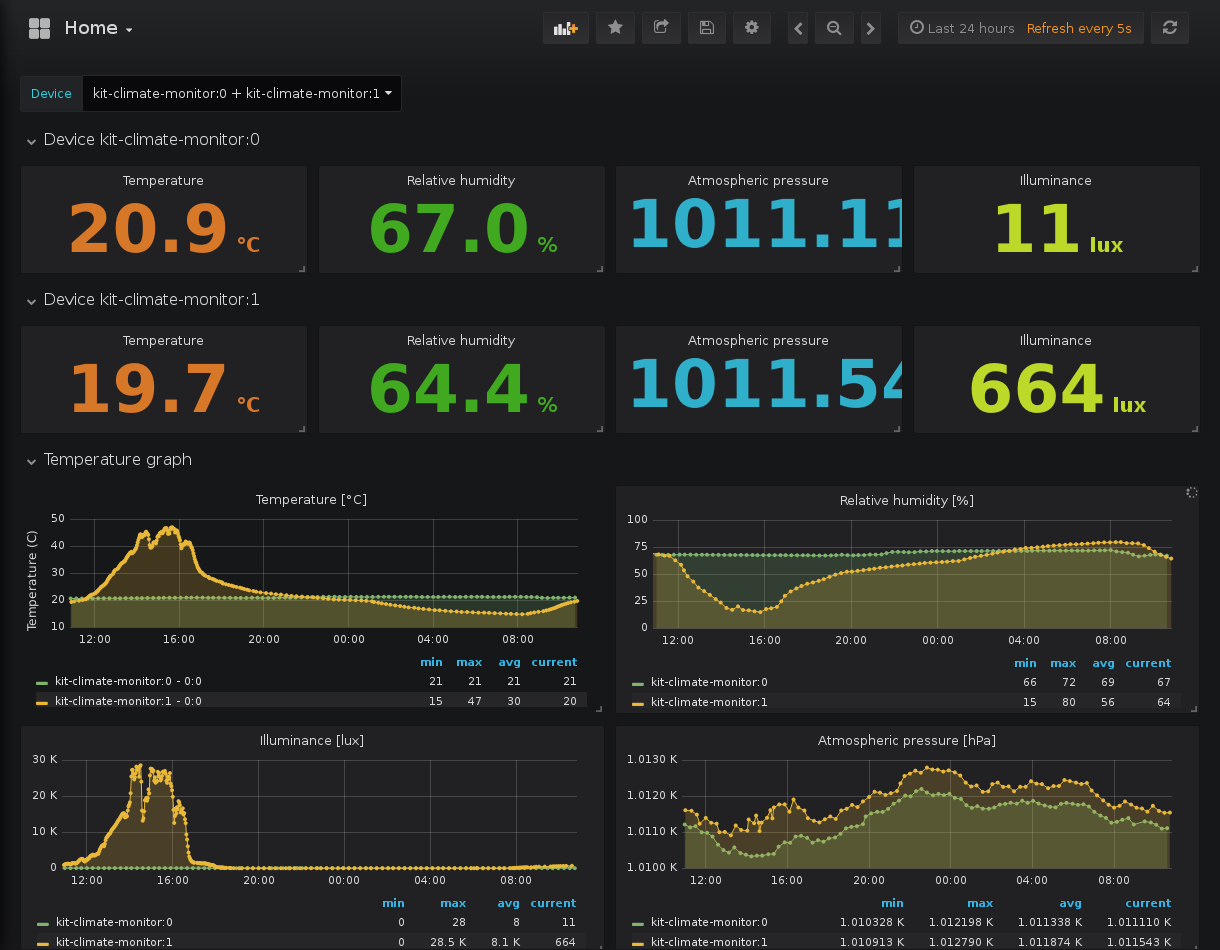 Home
Last 24 hours Refresh every 5s
Device kit-climate-monitor:0 + kit-climate-monitor:1
Device kit-climate-monitor:0
Temperature Relative humidity Atmospheric pressure Illuminance
20.9 °C 67.0 % 1011.11 11 lux
Device kit-climate-monitor:1
Temperature Relative humidity Atmospheric pressure Illuminance
19.7 °C 64.4 % 1011.54 664 lux
Temperature graph
Temperature [°C]
Temperature (C)
50
40
30
20
10
12:00 16:00 20:00 00:00 04:00 08:00
min max avg current
kit-climate-monitor:0 - 0:0 21 21 21 21
kit-climate-monitor:1 - 0:0 15 47 30 20
Relative humidity [%]
100
75
50
25
0
12:00 16:00 20:00 00:00 04:00 08:00
min max avg current
kit-climate-monitor:0 66 72 69 67
kit-climate-monitor:1 15 80 56 64
Illuminance [lux]
30 K
20 K
10 K
0
12:00 16:00 20:00 00:00 04:00 08:00
min max avg current
kit-climate-monitor:0 0 28 8 11
kit-climate-monitor:1 0 28.5 K 8.1 K 664
Atmospheric pressure [hPa]
1.0130 K
1.0120 K
1.0110 K
1.0100 K
12:00 16:00 20:00 00:00 04:00 08:00
min max avg current
kit-climate-monitor:0 1.010328 K 1.012198 K 1.011338 K 1.011110 K
kit-climate-monitor:1 1.010913 K 1.012790 K 1.011874 K 1.011543 K